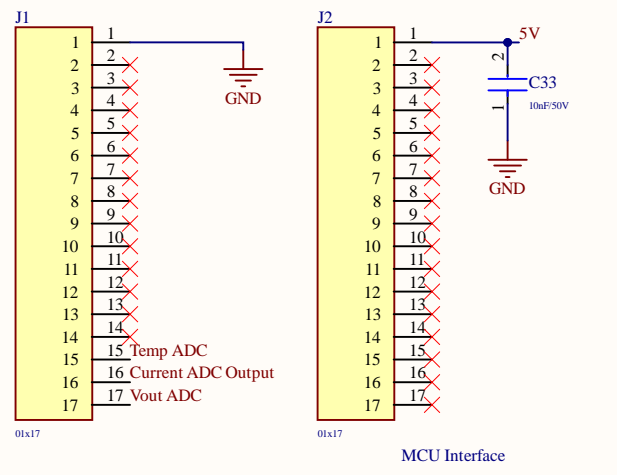 J1
1 1
2 2
3 3
4 4
5 5
6 6
7 7
8 8
9 9
10 10
11 11
12 12
13 13
14 14
15 15 Temp ADC
16 16 Current ADC Output
17 17 Vout ADC
01x17
GND
J2
1 1
2 2
3 3
4 4
5 5
6 6
7 7
8 8
9 9
10 10
11 11
12 12
13 13
14 14
15 15
16 16
17 17
01x17
5V
2
C33
10nF/50V
1
GND
MCU Interface